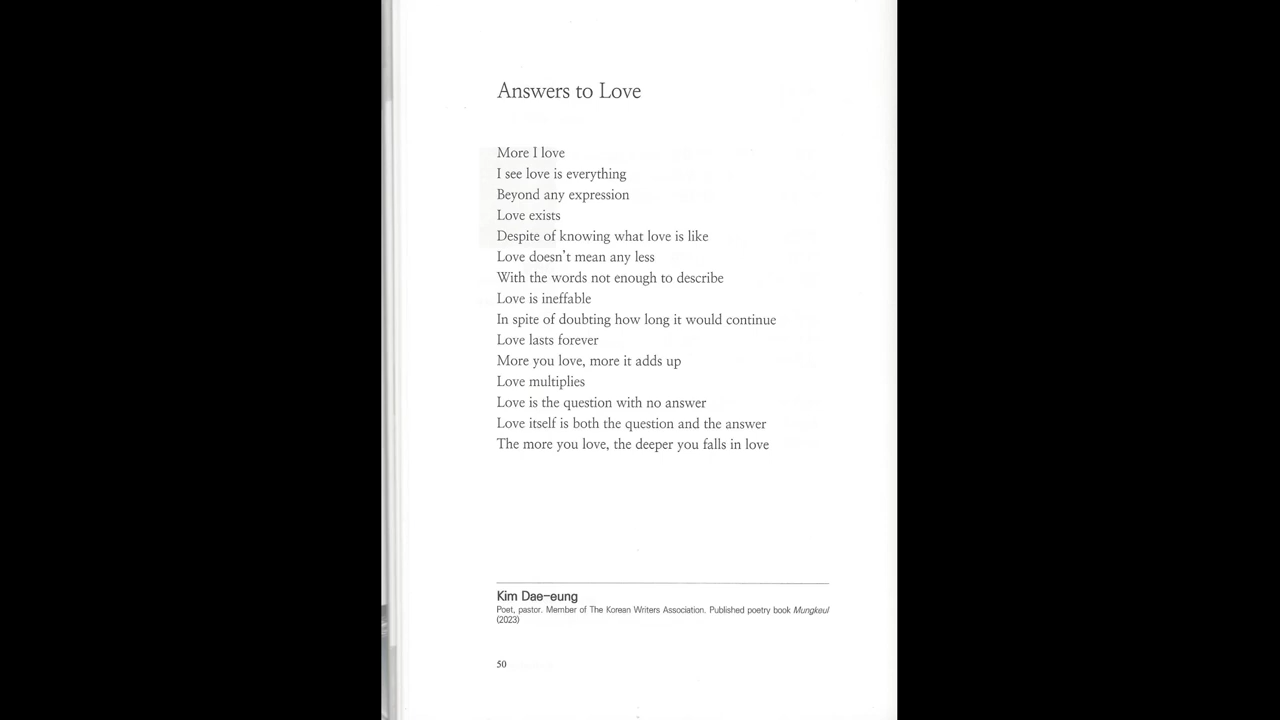 Answers to Love
More I love
I see love is everything
Beyond any expression
Love exists
Despite of knowing what love is like
Love doesn't mean any less
With the words not enough to describe
Love is ineffable
In spite of doubting how long it would continue
Love lasts forever
More you love, more it adds up
Love multiplies
Love is the question with no answer
Love itself is both the question and the answer
The more you love, the deeper you falls in love
Kim Dae-eung
Poet, pastor. Member of The Korean Writers Association. Published poetry book Mungkeul
(2023)
50